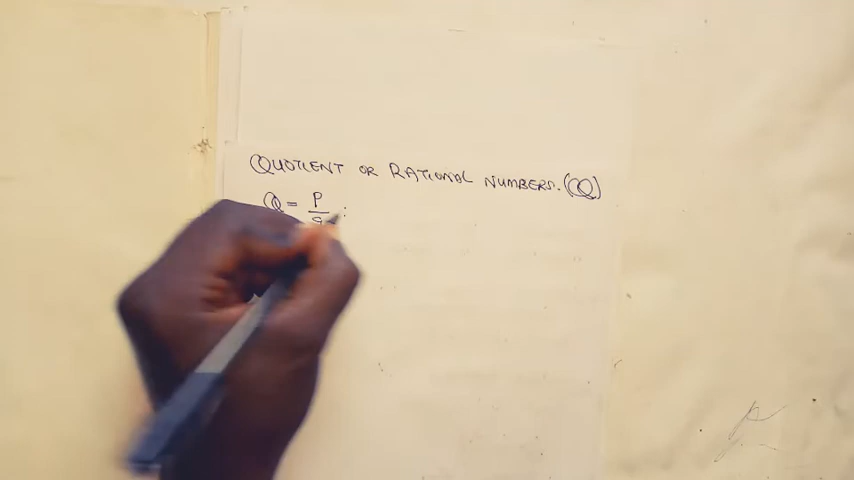 QUOTIENT OR RATIONAL NUMBERS. (ℚ)
ℚ = P/q :